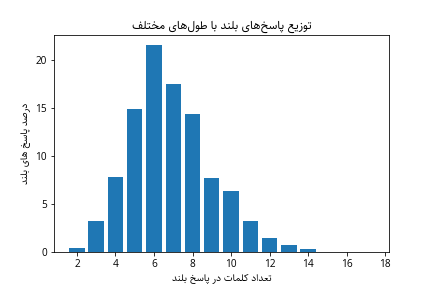 توزیع پاسخ‌های بلند با طول‌های مختلف
درصد پاسخ های بلند
20
15
10
5
0
2 4 6 8 10 12 14 16 18
تعداد کلمات در پاسخ بلند